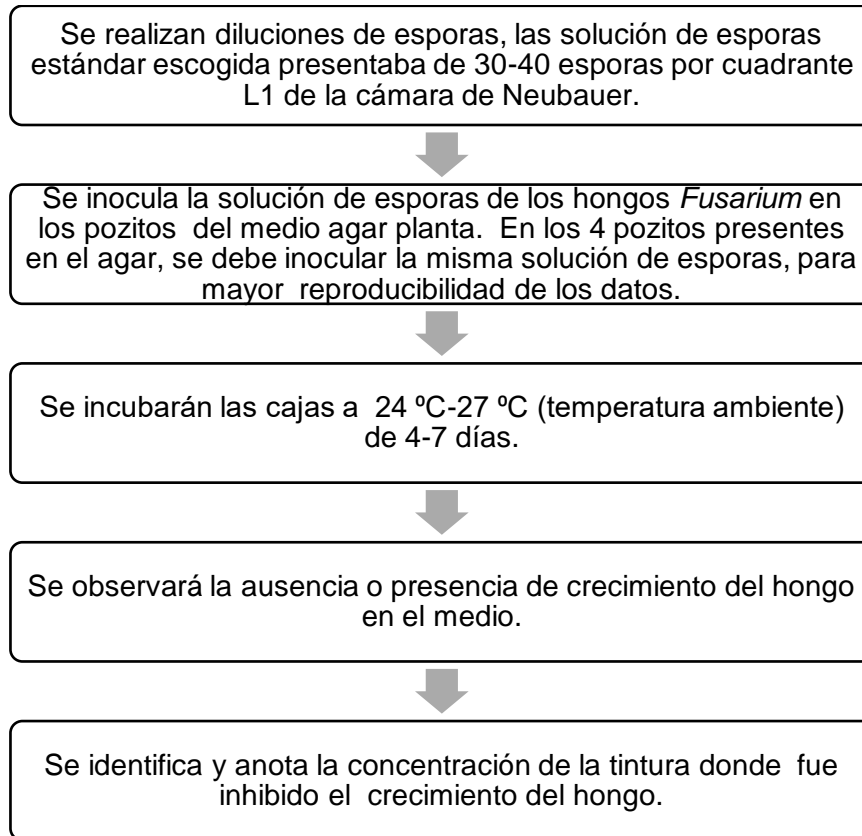 Se realizan diluciones de esporas, las solución de esporas
estándar escogida presentaba de 30-40 esporas por cuadrante
L1 de la cámara de Neubauer.
Se inocula la solución de esporas de los hongos Fusarium en
los pozitos del medio agar planta. En los 4 pozitos presentes
en el agar, se debe inocular la misma solución de esporas, para
mayor reproducibilidad de los datos.
Se incubarán las cajas a 24 ºC-27 ºC (temperatura ambiente)
de 4-7 días.
Se observará la ausencia o presencia de crecimiento del hongo
en el medio.
Se identifica y anota la concentración de la tintura donde fue
inhibido el crecimiento del hongo.